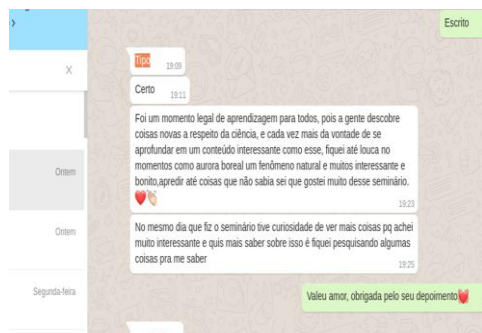 Escrito
Tipo
19:09
Certo
19:11
Foi um momento legal de aprendizagem para todos, pois a gente descobre
coisas novas a respeito da ciência, e cada vez mais da vontade de se
aprofundar em um conteúdo interessante como esse, fiquei até louca no
momentos como aurora boreal um fenômeno natural e muitos interessante e
bonito,apredir até coisas que não sabia sei que gostei muito desse seminário.
❤️👏🏻
19:23
No mesmo dia que fiz o seminário tive curiosidade de ver mais coisas pq achei
muito interessante e quis mais saber sobre isso é fiquei pesquisando algumas
coisas pra me saber
19:25
Valeu amor, obrigada pelo seu depoimento💓
X
Ontem
Ontem
Segunda-feira